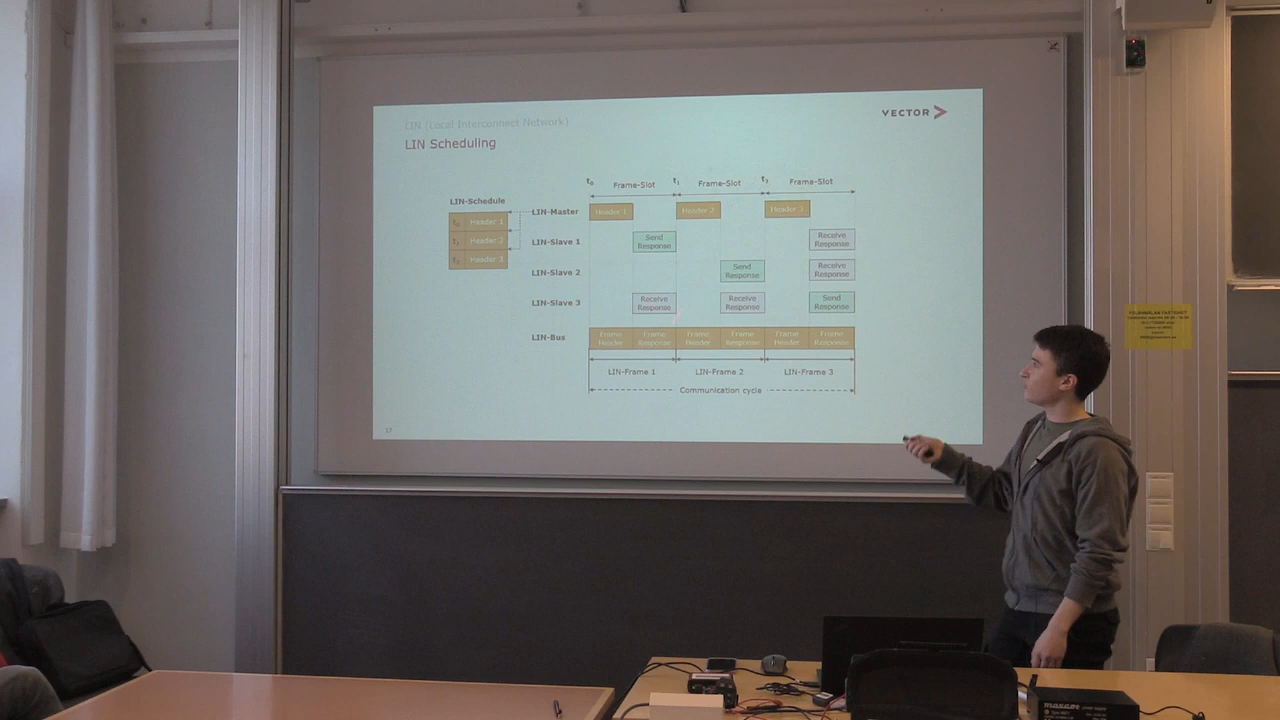 LIN (Local Interconnect Network)
VECTOR
LIN Scheduling
t0 Frame-Slot t1 Frame-Slot t2 Frame-Slot
LIN-Schedule
LIN-Master Header 1 Header 2 Header 3
t0 Header 1
t1 Header 2
t2 Header 3
LIN-Slave 1 Send Response Receive Response
LIN-Slave 2 Send Response Receive Response
LIN-Slave 3 Receive Response Receive Response Send Response
LIN-Bus Frame Header Frame Response Frame Header Frame Response Frame Header Frame Response
LIN-Frame 1 LIN-Frame 2 LIN-Frame 3
Communication cycle
17
FELANMÄLAN FASTIGHET
mascot